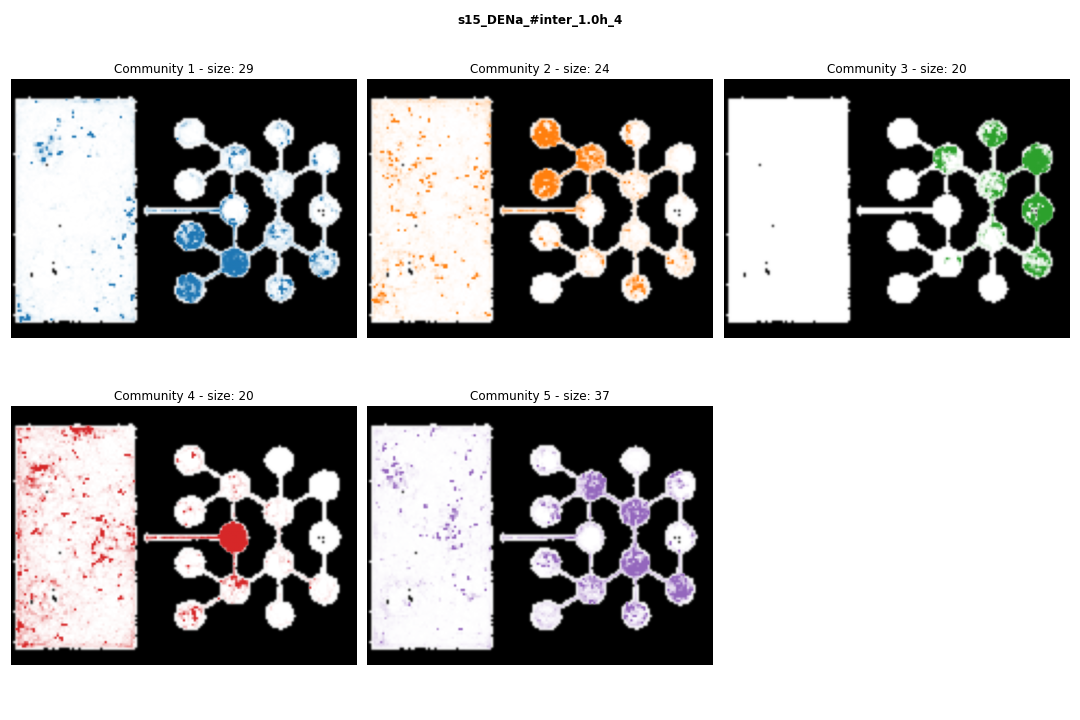 s15_DENa_#inter_1.0h_4
Community 1 - size: 29
Community 2 - size: 24
Community 3 - size: 20
Community 4 - size: 20
Community 5 - size: 37